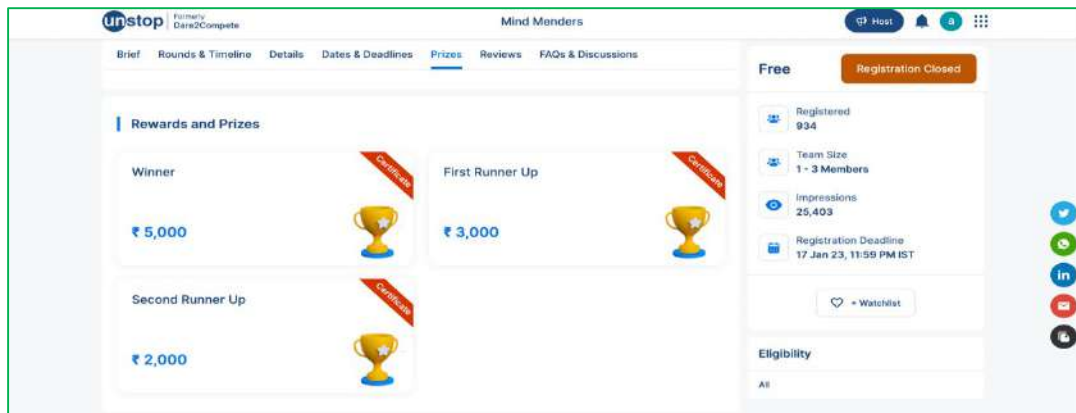 unstop Formerly
Dare2Compete
Mind Menders
Host
a
Brief Rounds & Timeline Details Dates & Deadlines Prizes Reviews FAQs & Discussions
Rewards and Prizes
Winner
Certificate
₹ 5,000
First Runner Up
Certificate
₹ 3,000
Second Runner Up
Certificate
₹ 2,000
Free
Registration Closed
Registered
934
Team Size
1 - 3 Members
Impressions
25,403
Registration Deadline
17 Jan 23, 11:59 PM IST
+ Watchlist
Eligibility
All
in